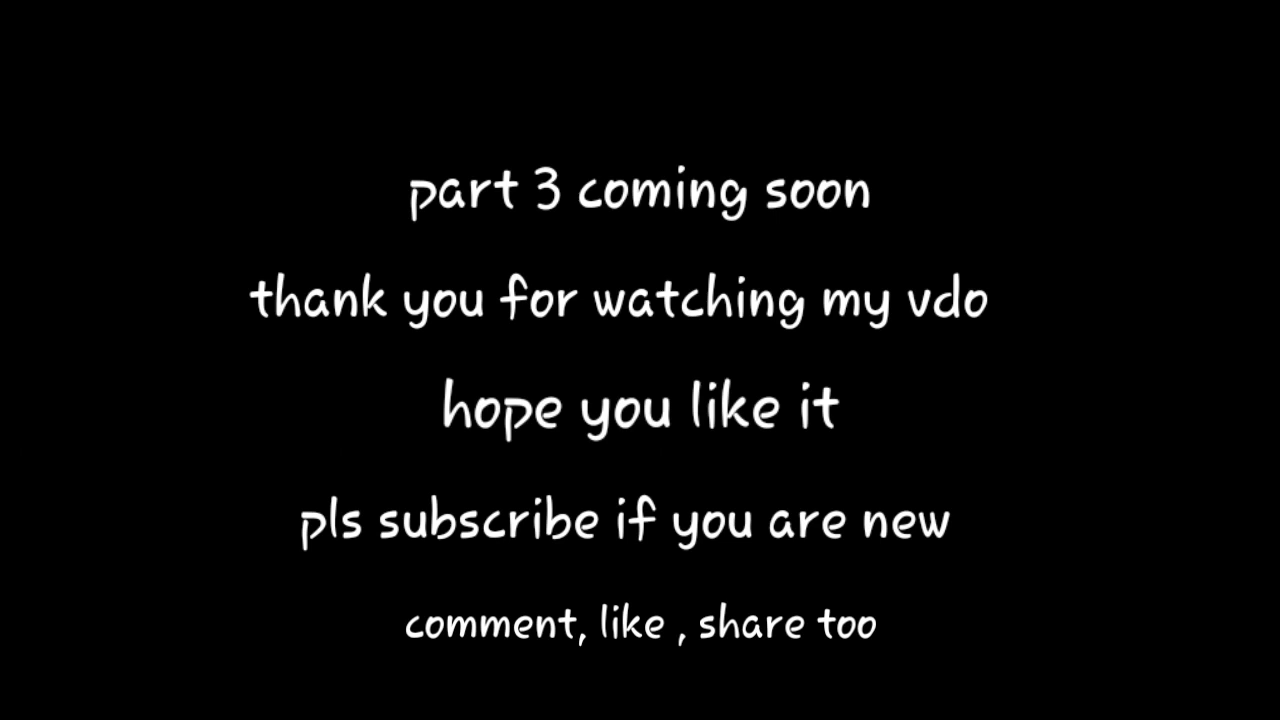 part 3 coming soon
thank you for watching my vdo
hope you like it
pls subscribe if you are new
comment, like , share too